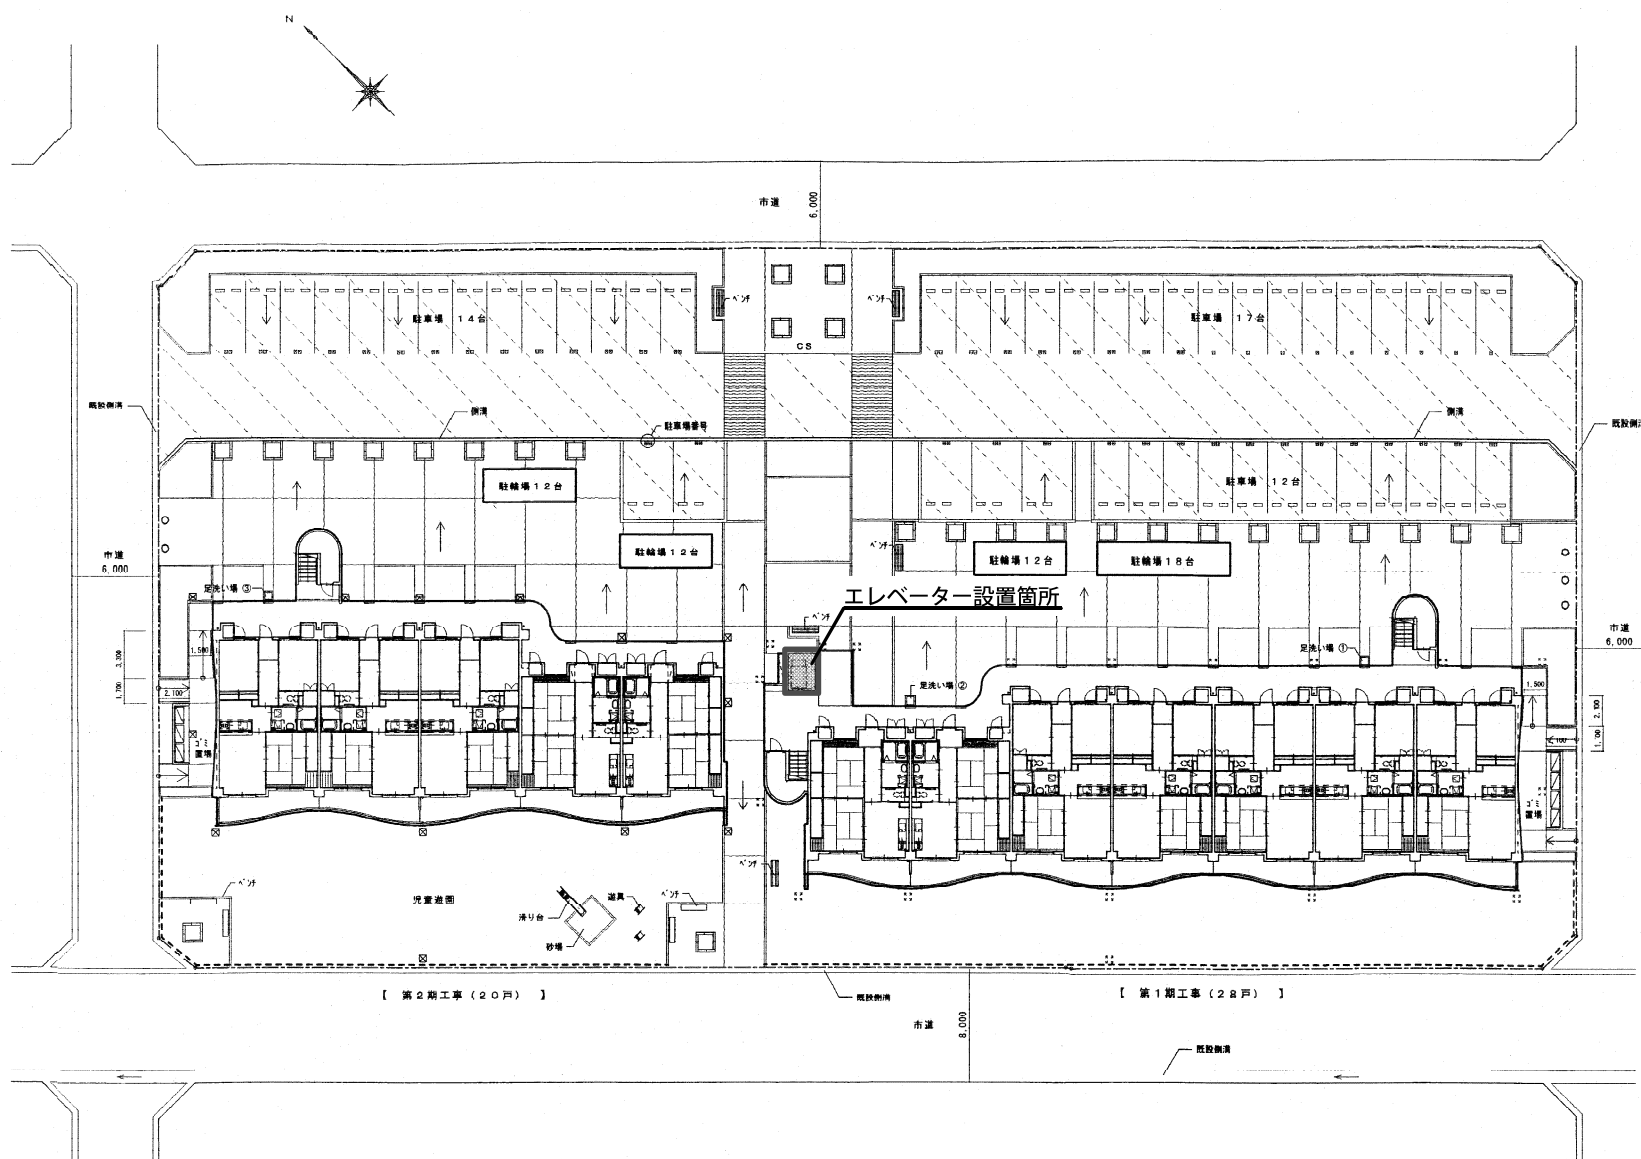 N
市道
6,000
ベンチ
ベンチ
駐車場 14台
駐車場 17台
CS
既設側溝
側溝
駐車場番号
側溝
既設側溝
駐輪場12台
駐車場 12台
駐輪場12台
ベンチ
駐輪場12台
駐輪場18台
市道
6,000
足洗い場 ③
エレベーター設置箇所
ベンチ
市道
6,000
足洗い場 ①
1,500
3,300
1,700
2,100
足洗い場 ②
1,500
2,100
ゴミ
置場
ゴミ
置場
ベンチ
ベンチ
児童遊園
滑り台
遊具
ベンチ
砂場
【 第2期工事(20戸) 】
既設側溝
【 第1期工事(28戸) 】
市道
8,000
既設側溝